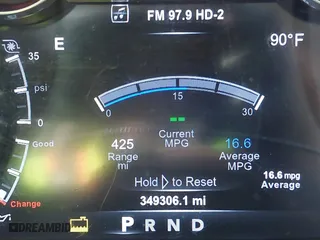 FM 97.9 HD-2
35
E
90°F
psi
15
0
0
30
Good
425
Range
mi
Current
MPG
16.6
Average
MPG
Hold ▷ to Reset
16.6 mpg
Average
Change
349306.1 mi
DREAMBID
P R N D